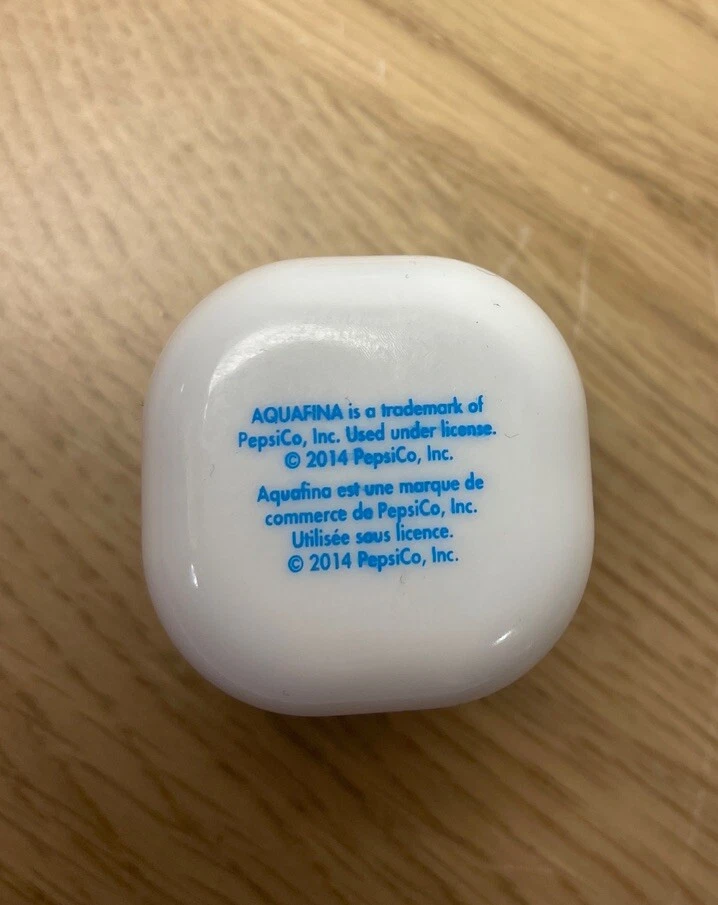 AQUAFINA is a trademark of
PepsiCo, Inc. Used under license.
© 2014 PepsiCo, Inc.
Aquafina est une marque de
commerce de PepsiCo, Inc.
Utilisée sous licence.
© 2014 PepsiCo, Inc.